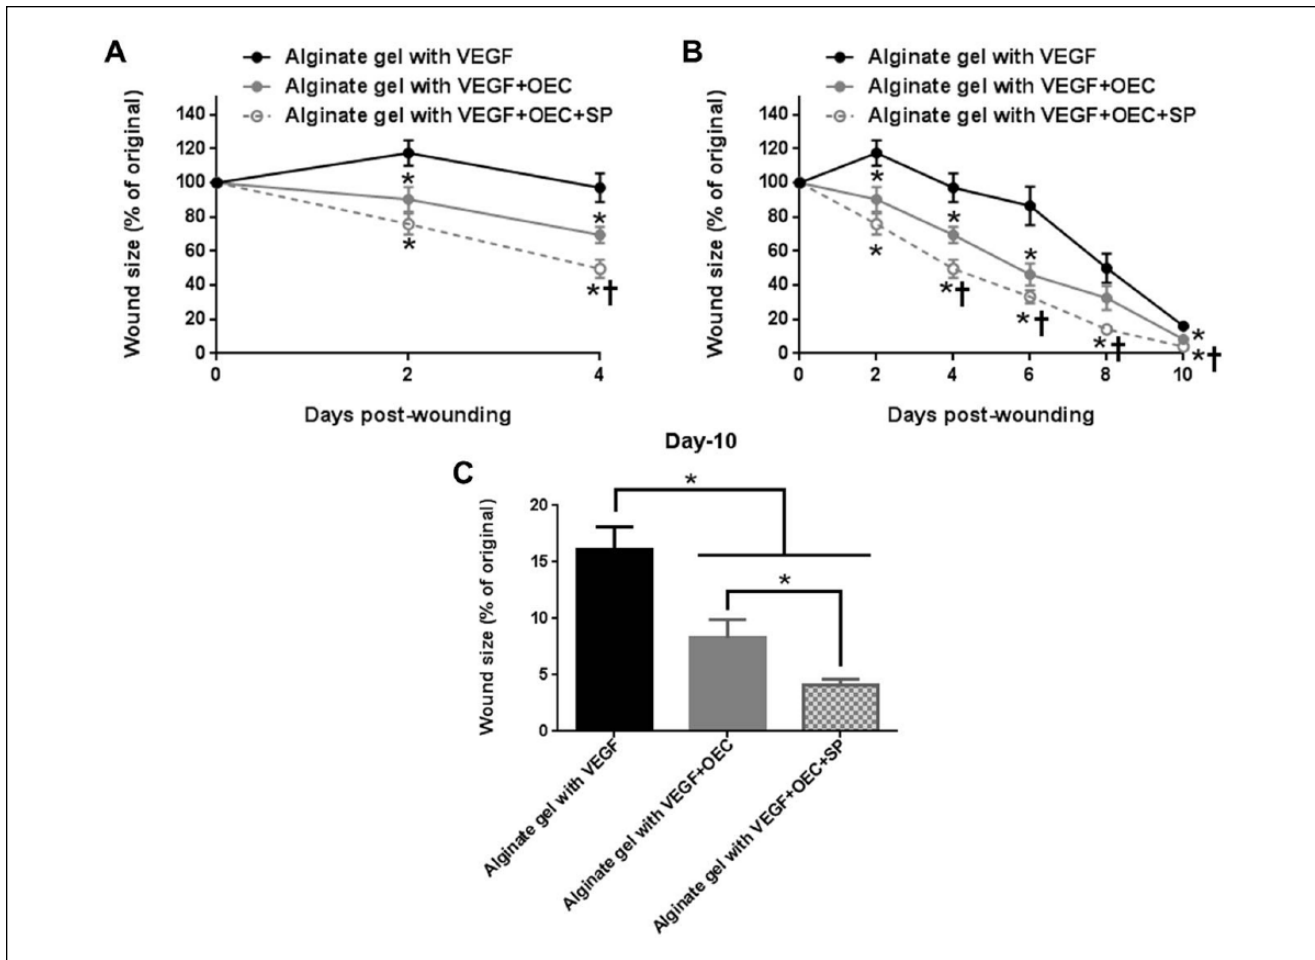 A
Alginate gel with VEGF
Alginate gel with VEGF+OEC
Alginate gel with VEGF+OEC+SP
Wound size (% of original)
140
120
100
80
60
40
20
0
*
*
*
*†
0 2 4
Days post-wounding
B
Alginate gel with VEGF
Alginate gel with VEGF+OEC
Alginate gel with VEGF+OEC+SP
Wound size (% of original)
140
120
100
80
60
40
20
0
*
*
*
*
*†
*†
*†
*
*†
0 2 4 6 8 10
Days post-wounding
C
Day-10
Wound size (% of original)
20
15
10
5
0
*
*
Alginate gel with VEGF
Alginate gel with VEGF+OEC
Alginate gel with VEGF+OEC+SP